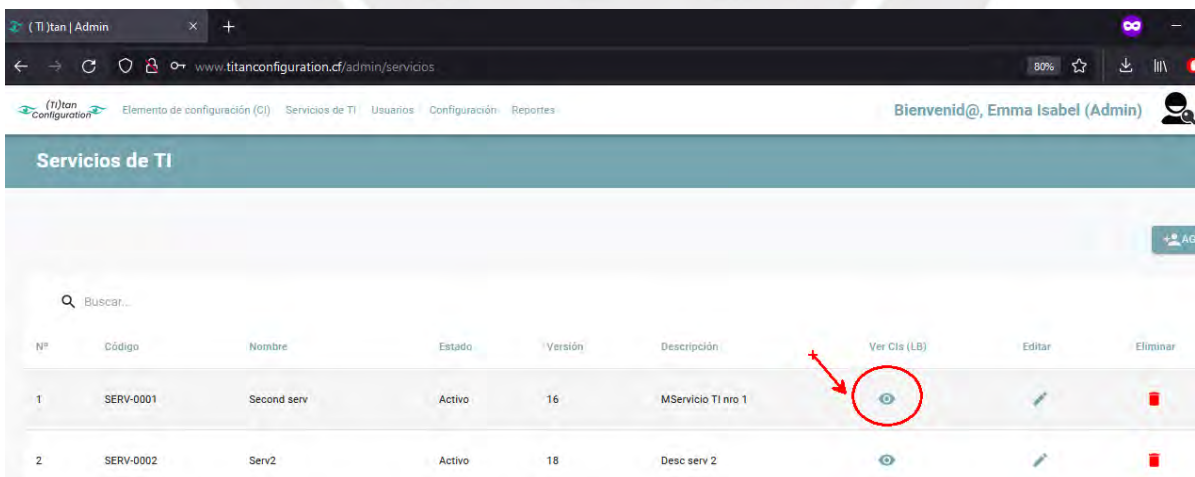 ( TI )tan | Admin
www.titanconfiguration.cf/admin/servicios
80%
(TI)tan
Configuration
Elemento de configuración (CI) Servicios de TI Usuarios Configuración Reportes
Bienvenid@, Emma Isabel (Admin)
Servicios de TI
AG
Buscar...
Nº Código Nombre Estado Versión Descripción Ver CIs (LB) Editar Eliminar
1 SERV-0001 Second serv Activo 16 MServicio TI nro 1
2 SERV-0002 Serv2 Activo 18 Desc serv 2